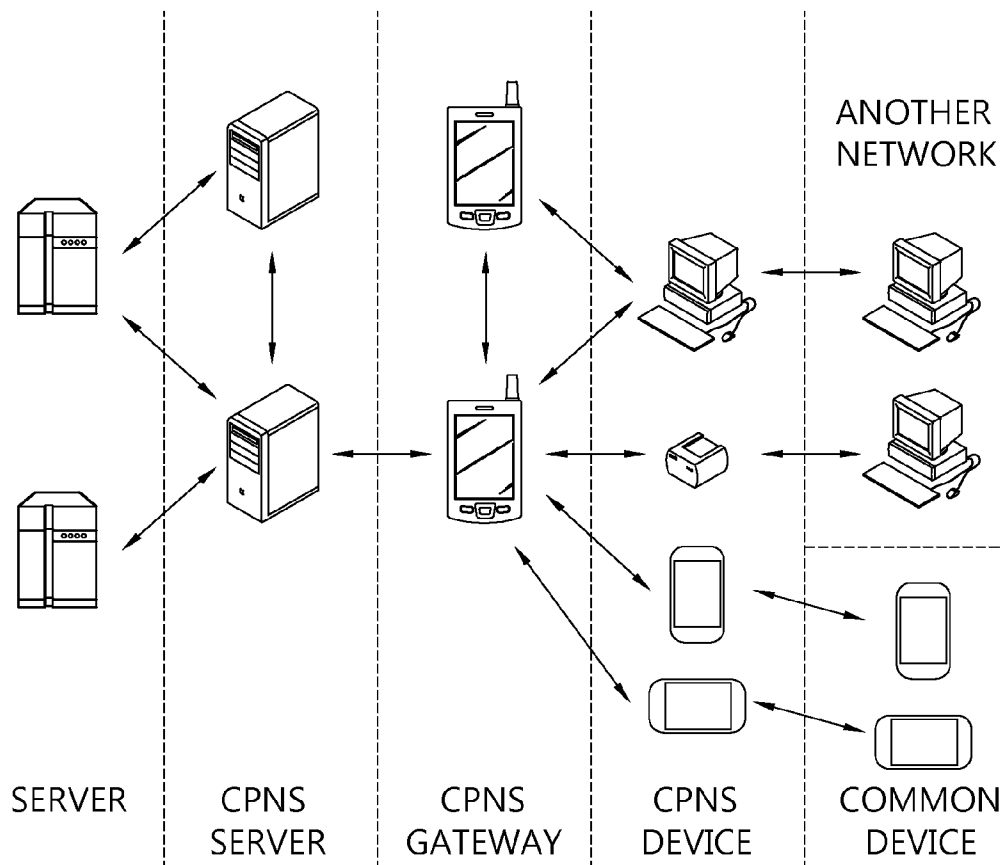 ANOTHER
NETWORK
SERVER
CPNS
SERVER
CPNS
GATEWAY
CPNS
DEVICE
COMMON
DEVICE